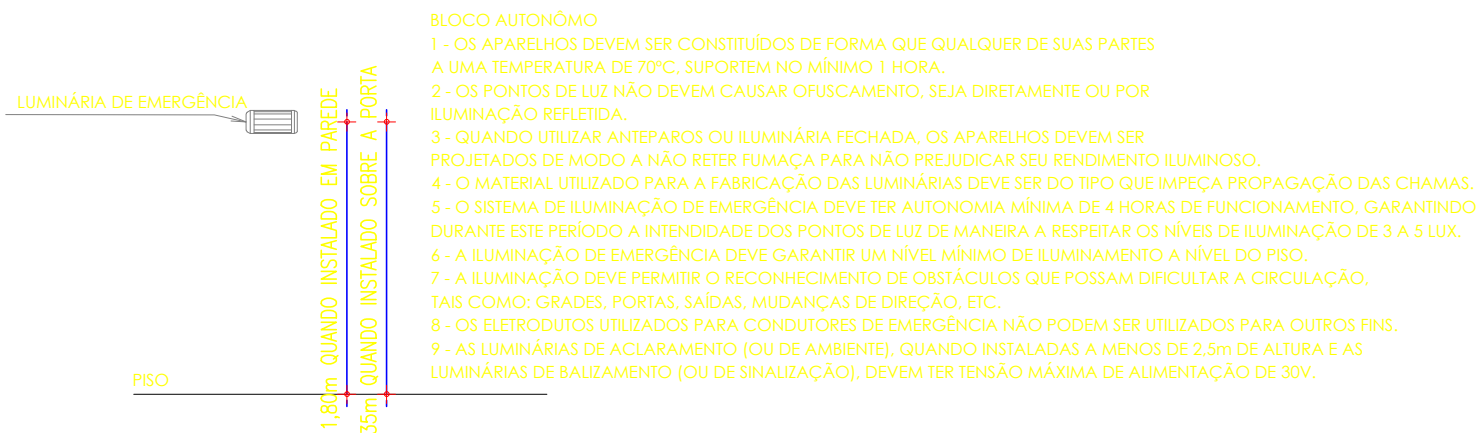 BLOCO AUTONÔMO
1 - OS APARELHOS DEVEM SER CONSTITUÍDOS DE FORMA QUE QUALQUER DE SUAS PARTES
A UMA TEMPERATURA DE 70ºC, SUPORTEM NO MÍNIMO 1 HORA.
2 - OS PONTOS DE LUZ NÃO DEVEM CAUSAR OFUSCAMENTO, SEJA DIRETAMENTE OU POR
ILUMINAÇÃO REFLETIDA.
3 - QUANDO UTILIZAR ANTEPAROS OU ILUMINÁRIA FECHADA, OS APARELHOS DEVEM SER
PROJETADOS DE MODO A NÃO RETER FUMAÇA PARA NÃO PREJUDICAR SEU RENDIMENTO ILUMINOSO.
4 - O MATERIAL UTILIZADO PARA A FABRICAÇÃO DAS LUMINÁRIAS DEVE SER DO TIPO QUE IMPEÇA PROPAGAÇÃO DAS CHAMAS.
5 - O SISTEMA DE ILUMINAÇÃO DE EMERGÊNCIA DEVE TER AUTONOMIA MÍNIMA DE 4 HORAS DE FUNCIONAMENTO, GARANTINDO
DURANTE ESTE PERÍODO A INTENDIDADE DOS PONTOS DE LUZ DE MANEIRA A RESPEITAR OS NÍVEIS DE ILUMINAÇÃO DE 3 A 5 LUX.
6 - A ILUMINAÇÃO DE EMERGÊNCIA DEVE GARANTIR UM NÍVEL MÍNIMO DE ILUMINAMENTO A NÍVEL DO PISO.
7 - A ILUMINAÇÃO DEVE PERMITIR O RECONHECIMENTO DE OBSTÁCULOS QUE POSSAM DIFICULTAR A CIRCULAÇÃO,
TAIS COMO: GRADES, PORTAS, SAÍDAS, MUDANÇAS DE DIREÇÃO, ETC.
8 - OS ELETRODUTOS UTILIZADOS PARA CONDUTORES DE EMERGÊNCIA NÃO PODEM SER UTILIZADOS PARA OUTROS FINS.
9 - AS LUMINÁRIAS DE ACLARAMENTO (OU DE AMBIENTE), QUANDO INSTALADAS A MENOS DE 2,5m DE ALTURA E AS
LUMINÁRIAS DE BALIZAMENTO (OU DE SINALIZAÇÃO), DEVEM TER TENSÃO MÁXIMA DE ALIMENTAÇÃO DE 30V.
LUMINÁRIA DE EMERGÊNCIA
1,80m QUANDO INSTALADO EM PAREDE
35m QUANDO INSTALADO SOBRE A PORTA
PISO